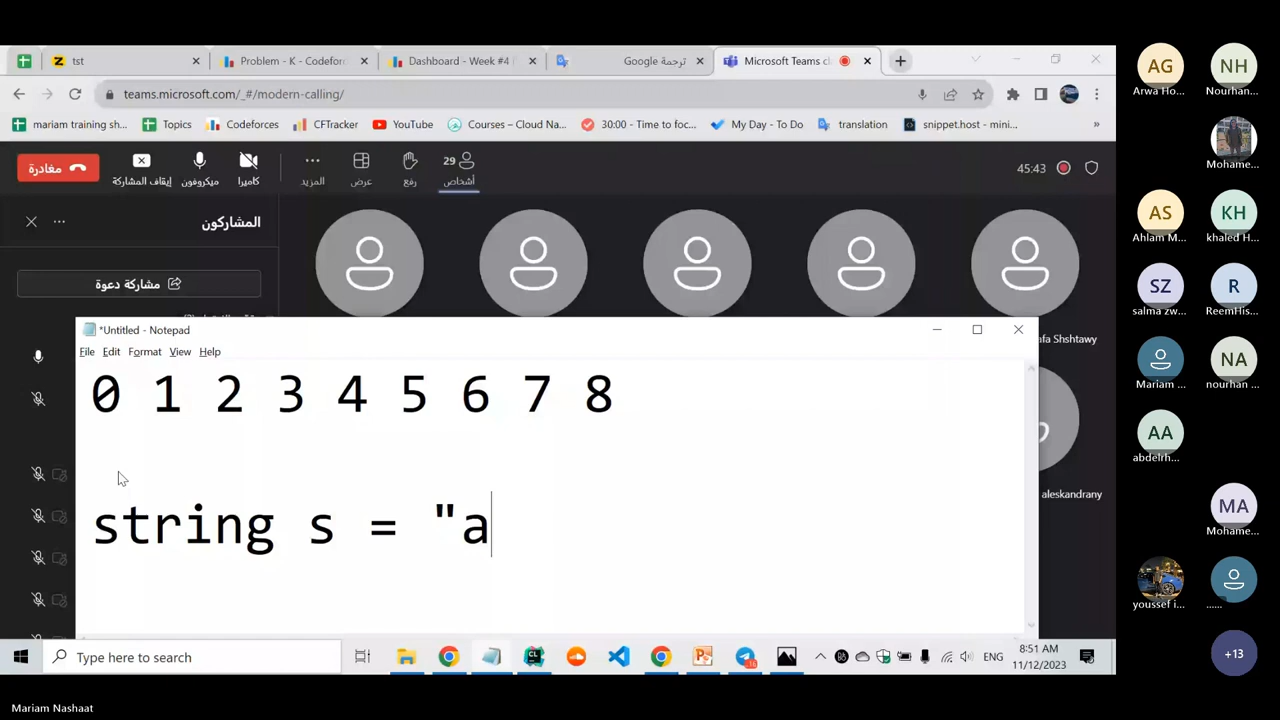 tst
Problem - K - Codeforc
Dashboard - Week #4 /
ترجمة Google
Microsoft Teams cl
teams.microsoft.com/_#/modern-calling/
mariam training sh...
Topics
Codeforces
CFTracker
YouTube
Courses – Cloud Na...
30:00 - Time to foc...
My Day - To Do
translation
snippet.host - mini...
»
مغادرة
إيقاف المشاركة
ميكروفون
كاميرا
المزيد
عرض
رفع
29
أشخاص
45:43
المشاركون
مشاركة دعوة
afa Shshtawy
aleskandrany
*Untitled - Notepad
File Edit Format View Help
0 1 2 3 4 5 6 7 8
string s = "a
Type here to search
ENG
8:51 AM
11/12/2023
AG
Arwa Ho...
NH
Nourhan...
Mohame...
AS
Ahlam M...
KH
khaled H...
SZ
salma zw...
R
ReemHis...
Mariam ...
NA
nourhan ...
AA
abdelrh...
MA
Mohame...
youssef i...
......
+13
Mariam Nashaat